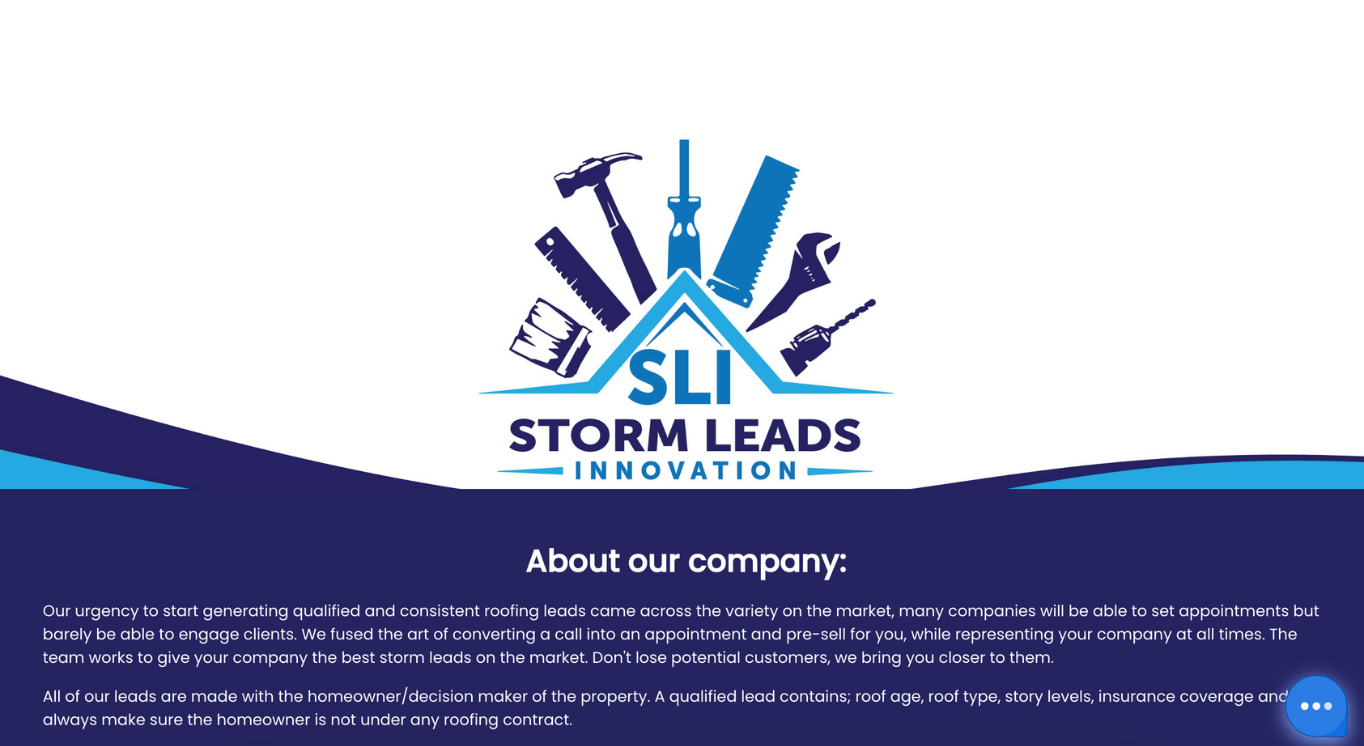 SLI
STORM LEADS
INNOVATION
About our company:
Our urgency to start generating qualified and consistent roofing leads came across the variety on the market, many companies will be able to set appointments but
barely be able to engage clients. We fused the art of converting a call into an appointment and pre-sell for you, while representing your company at all times. The
team works to give your company the best storm leads on the market. Don't lose potential customers, we bring you closer to them.
All of our leads are made with the homeowner/decision maker of the property. A qualified lead contains; roof age, roof type, story levels, insurance coverage and
always make sure the homeowner is not under any roofing contract.